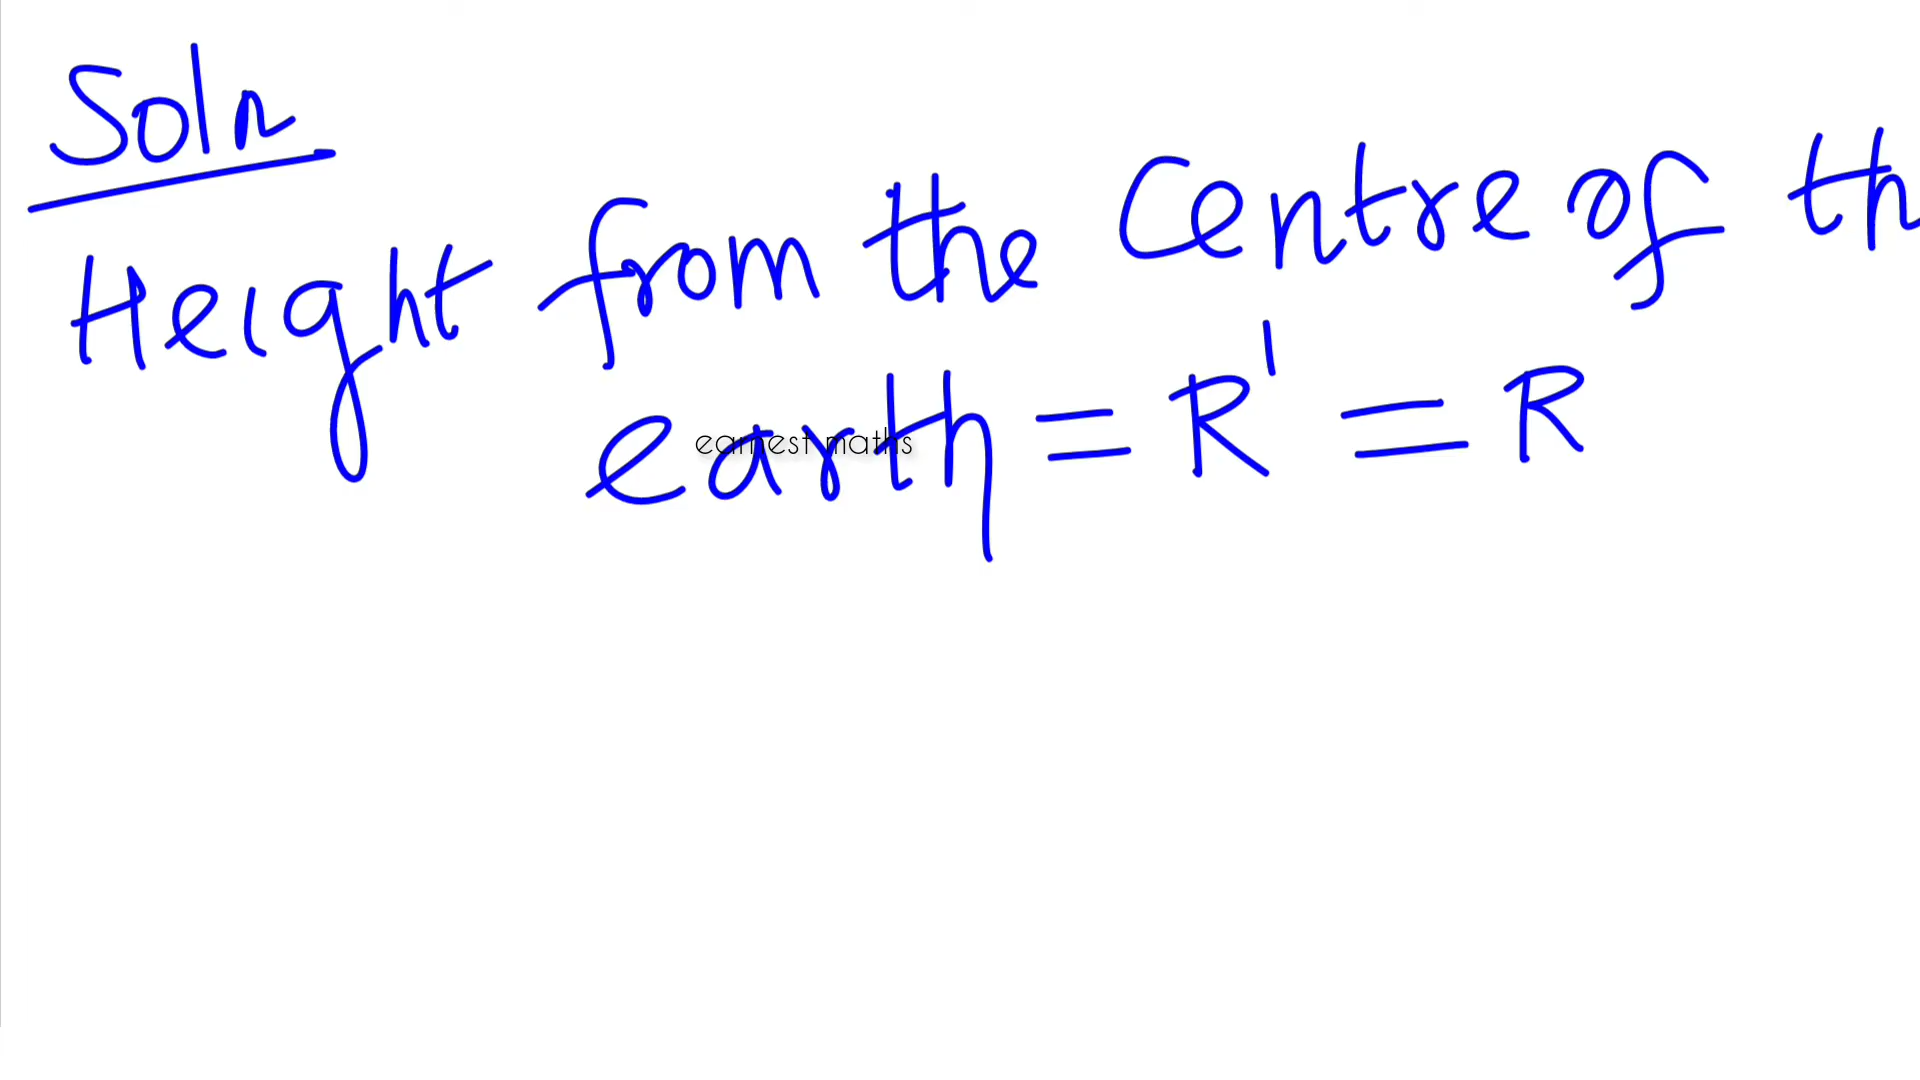 Soln
Height from the Centre of th
earth = R' = R
earnest maths